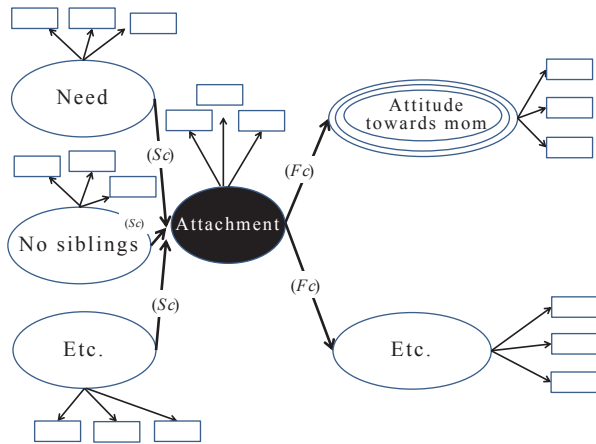 Need
Attitude
towards mom
(Sc)
(Fc)
(Sc)
Attachment
No siblings
(Fc)
(Sc)
Etc.
Etc.